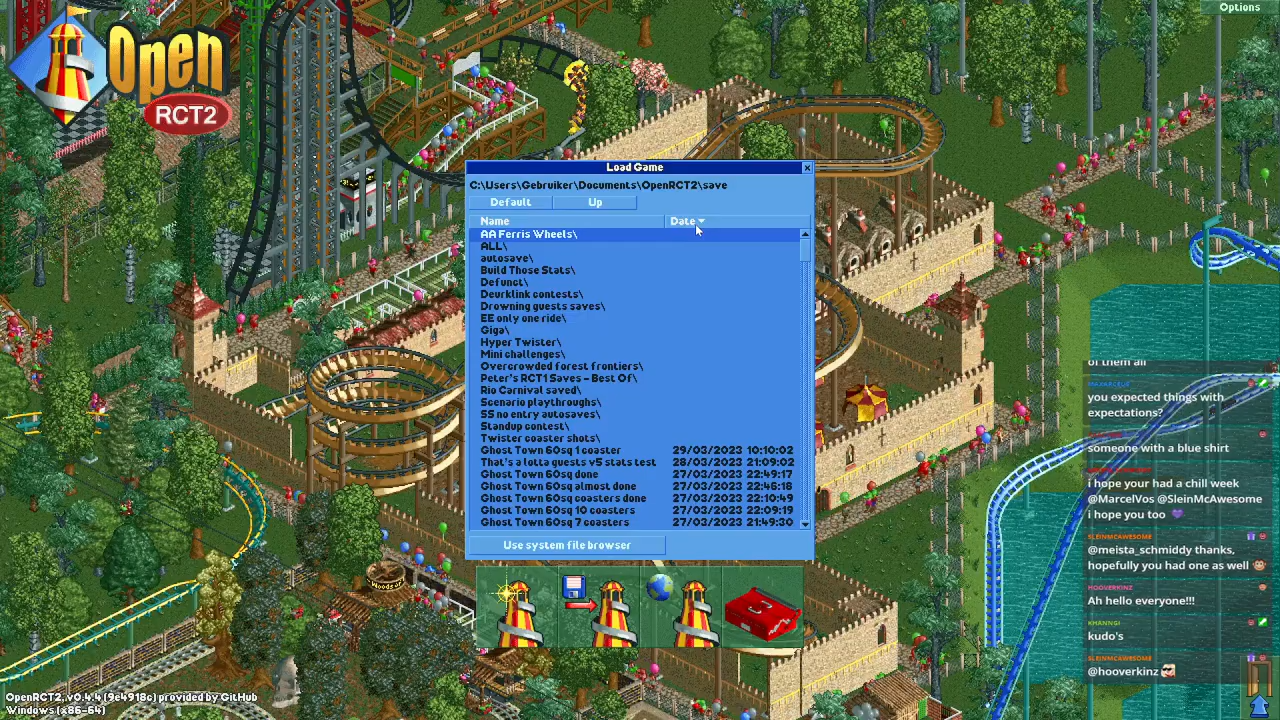 Options
Open
RCT2
Load Game
C:\Users\Gebruiker\Documents\OpenRCT2\save
Default Up
Name Date
AA Ferris Wheels\
ALL\
autosave\
Build Those Stats\
Defunct\
Deurklink contests\
Drowning guests saves\
EE only one ride\
Giga\
Hyper Twister\
Mini challenges\
Overcrowded forest frontiers\
Peter's RCT1 Saves - Best Of\
Rio Carnival saved\
Scenario playthroughs\
SS no entry autosaves\
Standup contest\
Twister coaster shots\
Ghost Town 60sq 1 coaster 29/03/2023 10:10:02
That's a lotta guests v5 stats test 28/03/2023 21:09:02
Ghost Town 60sq done 27/03/2023 22:49:17
Ghost Town 60sq almost done 27/03/2023 22:46:18
Ghost Town 60sq coasters done 27/03/2023 22:10:49
Ghost Town 60sq 10 coasters 27/03/2023 22:09:19
Ghost Town 60sq 7 coasters 27/03/2023 21:49:30
Use system file browser
of them all
you expected things with
expectations?
someone with a blue shirt
i hope your had a chill week
@MarcelVos @SleinMcAwesome
i hope you too
SLEINMCAWESOME
@meista_schmiddy thanks,
hopefully you had one as well
HOOVERKINZ
Ah hello everyone!!!
KHANNGI
kudo's
SLEINMCAWESOME
@hooverkinz
OpenRCT2, v0.4.4 (9e4918c) provided by GitHub
Windows (x86-64)